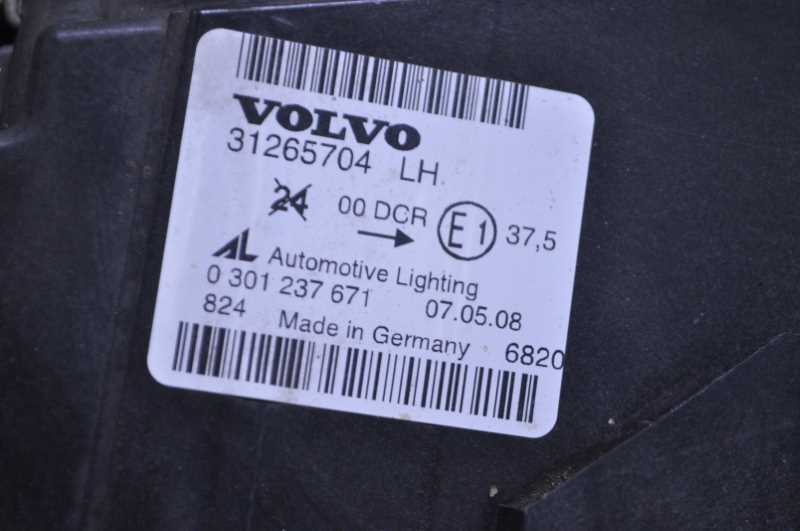 VOLVO
31265704 LH
24 00 DCR E1 37,5
AL Automotive Lighting
0 301 237 671 07.05.08
824 Made in Germany 6820